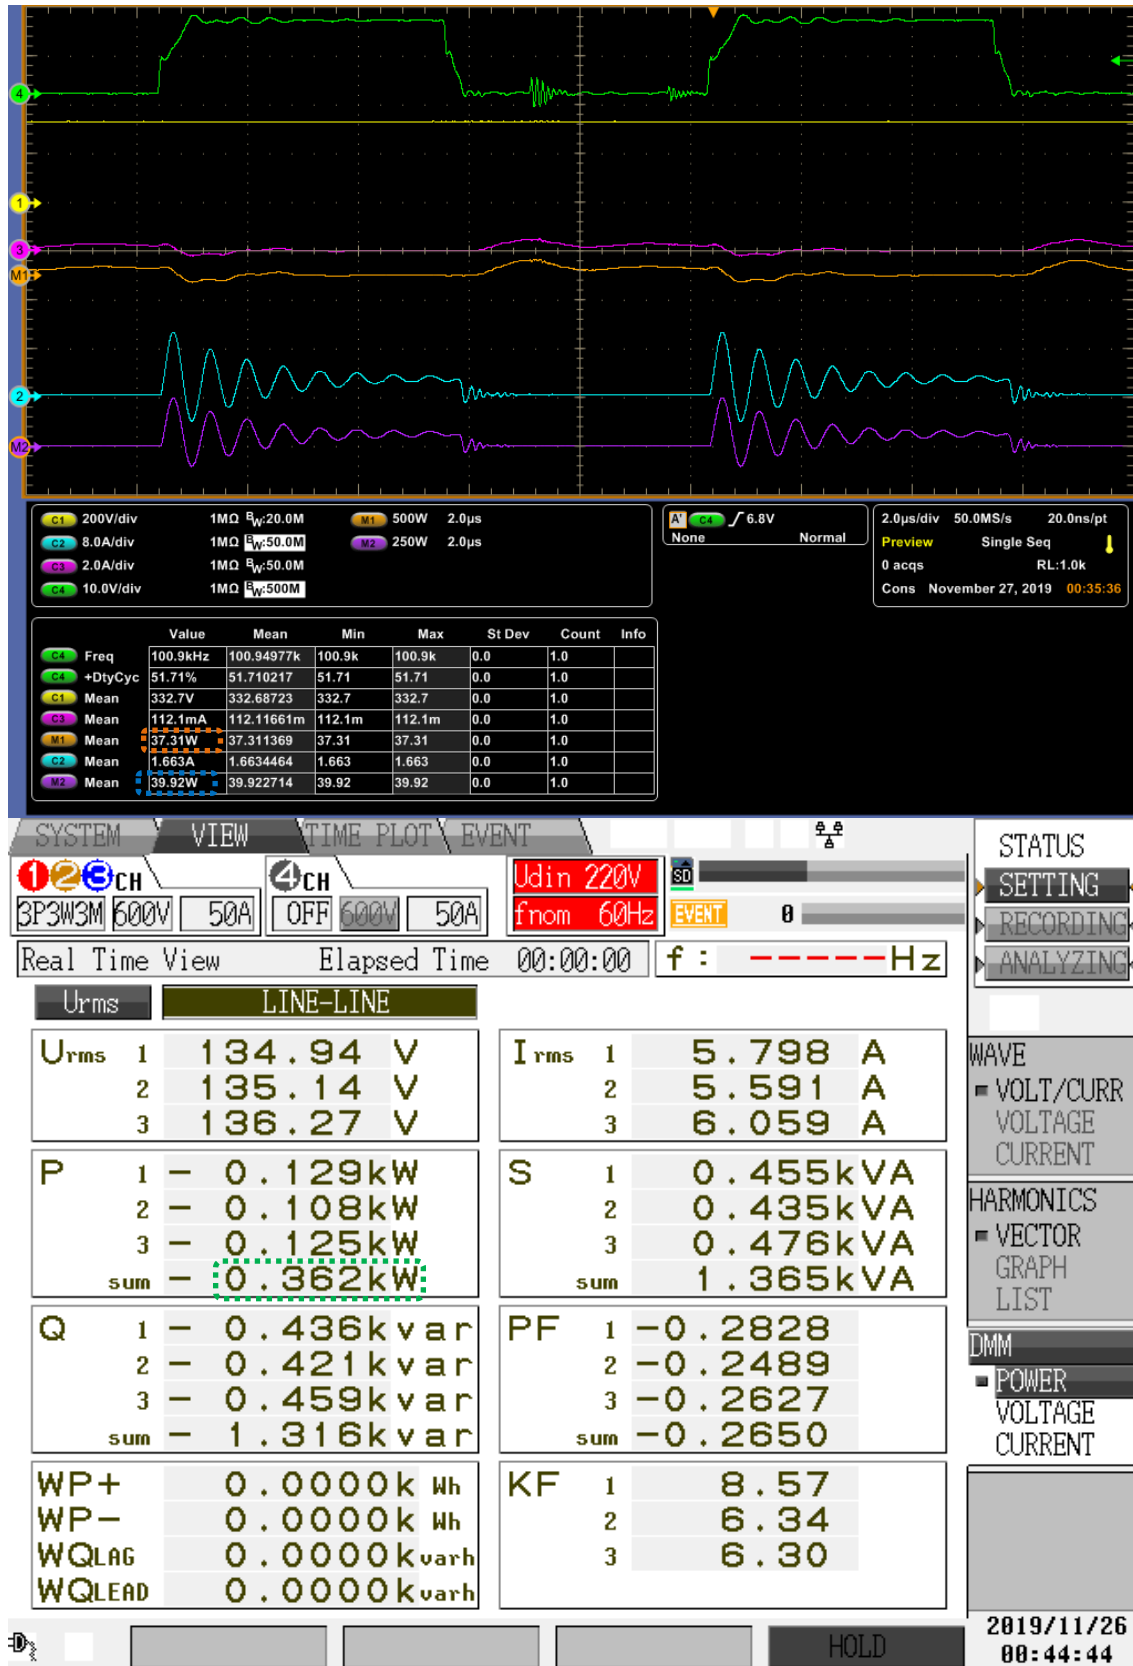 4
1
3
M1
2
M2
C1 200V/div 1MΩ BW:20.0M M1 500W 2.0µs
C2 8.0A/div 1MΩ BW:50.0M M2 250W 2.0µs
C3 2.0A/div 1MΩ BW:50.0M
C4 10.0V/div 1MΩ BW:500M
A' C4 6.8V
None Normal
2.0µs/div 50.0MS/s 20.0ns/pt
Preview Single Seq
0 acqs RL:1.0k
Cons November 27, 2019 00:35:36
Value Mean Min Max St Dev Count Info
C4 Freq 100.9kHz 100.94977k 100.9k 100.9k 0.0 1.0
C4 +DtyCyc 51.71% 51.710217 51.71 51.71 0.0 1.0
C1 Mean 332.7V 332.68723 332.7 332.7 0.0 1.0
C3 Mean 112.1mA 112.11661m 112.1m 112.1m 0.0 1.0
M1 Mean 37.31W 37.311369 37.31 37.31 0.0 1.0
C2 Mean 1.663A 1.6634464 1.663 1.663 0.0 1.0
M2 Mean 39.92W 39.922714 39.92 39.92 0.0 1.0
SYSTEM VIEW TIME PLOT EVENT
STATUS
123CH 4CH Udin 220V SD SETTING
3P3W3M 600V 50A OFF 600V 50A fnom 60Hz EVENT 0 RECORDING
Real Time View Elapsed Time 00:00:00 f : -----Hz ANALYZING
Urms LINE-LINE
Urms 1 134.94 V
2 135.14 V
3 136.27 V
Irms 1 5.798 A
2 5.591 A
3 6.059 A
P 1 - 0.129kW
2 - 0.108kW
3 - 0.125kW
sum - 0.362kW
S 1 0.455kVA
2 0.435kVA
3 0.476kVA
sum 1.365kVA
Q 1 - 0.436kvar
2 - 0.421kvar
3 - 0.459kvar
sum - 1.316kvar
PF 1 -0.2828
2 -0.2489
3 -0.2627
sum -0.2650
WP+ 0.0000k Wh
WP- 0.0000k Wh
WQLAG 0.0000kvarh
WQLEAD 0.0000kvarh
KF 1 8.57
2 6.34
3 6.30
WAVE
VOLT/CURR
VOLTAGE
CURRENT
HARMONICS
VECTOR
GRAPH
LIST
DMM
POWER
VOLTAGE
CURRENT
HOLD
2019/11/26
00:44:44